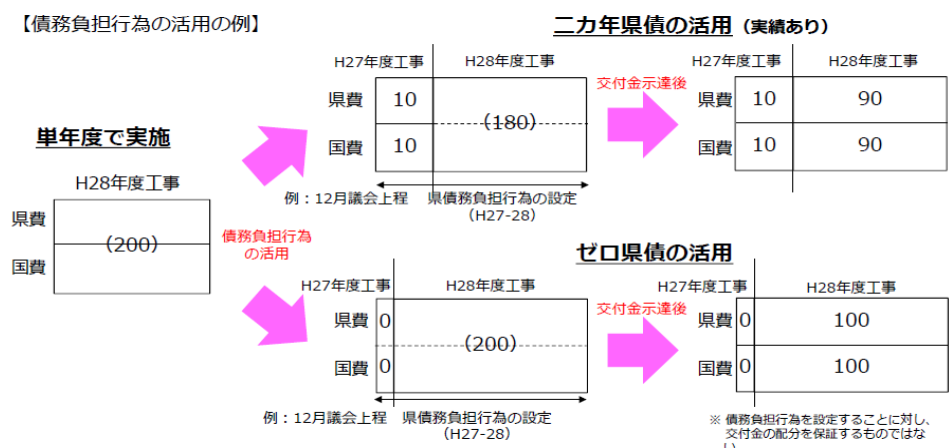 【債務負担行為の活用の例】
二カ年県債の活用（実績あり）
H27年度工事 H28年度工事
県費 10
(180)
国費 10
交付金示達後
H27年度工事 H28年度工事
県費 10 90
国費 10 90
例：12月議会上程 県債務負担行為の設定
（H27-28）
単年度で実施
H28年度工事
県費
(200)
国費
債務負担行為
の活用
ゼロ県債の活用
H27年度工事 H28年度工事
県費 0
(200)
国費 0
交付金示達後
H27年度工事 H28年度工事
県費 0 100
国費 0 100
例：12月議会上程 県債務負担行為の設定
（H27-28）
※ 債務負担行為を設定することに対し、
交付金の配分を保証するものではな